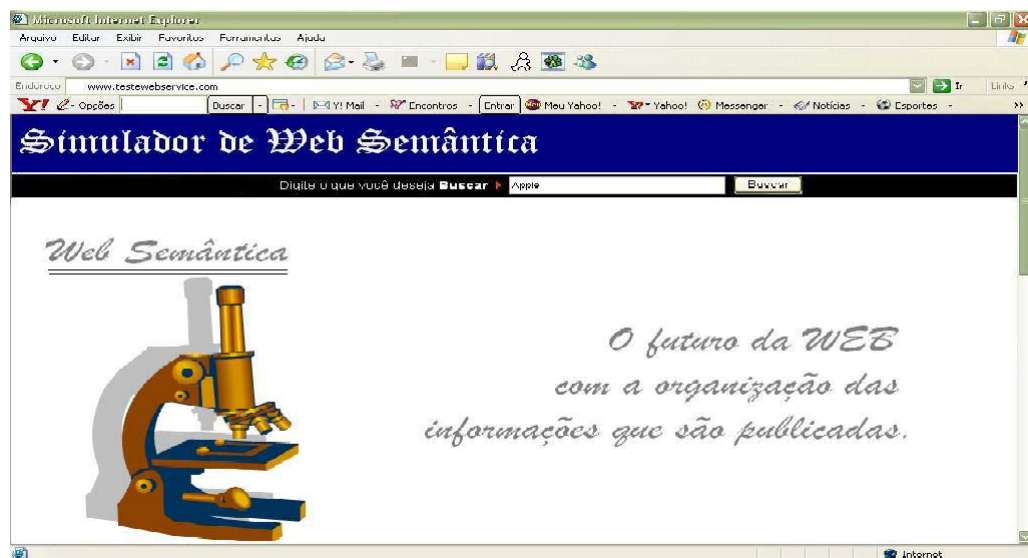 Microsoft Internet Explorer
Arquivo Editar Exibir Favoritos Ferramentas Ajuda
Endereço www.testewebservice.com Ir Links
Y! Opções Buscar Y! Mail Encontros Entrar Meu Yahoo! Yahoo! Messenger Notícias Esportes
Simulador de Web Semântica
Digite o que você deseja Buscar Apple Buscar
Web Semântica
O futuro da WEB
com a organização das
informações que são publicadas.
Internet